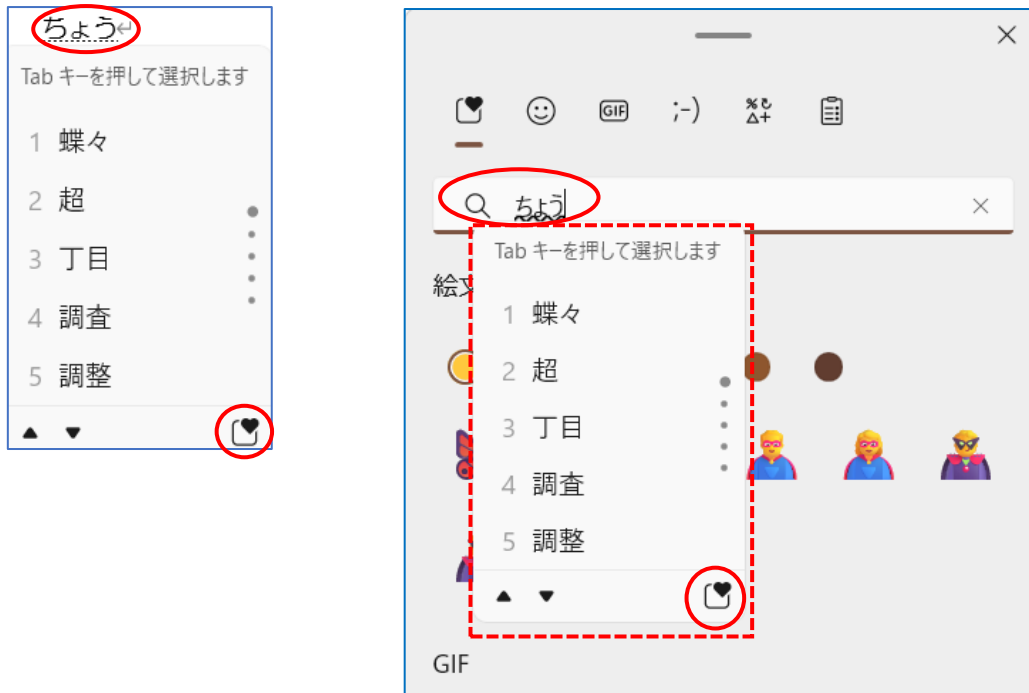 ちょう
Tab キーを押して選択します
1 蝶々
2 超
3 丁目
4 調査
5 調整
GIF
;-)
ちょう
Tab キーを押して選択します
絵文
1 蝶々
2 超
3 丁目
4 調査
5 調整
GIF